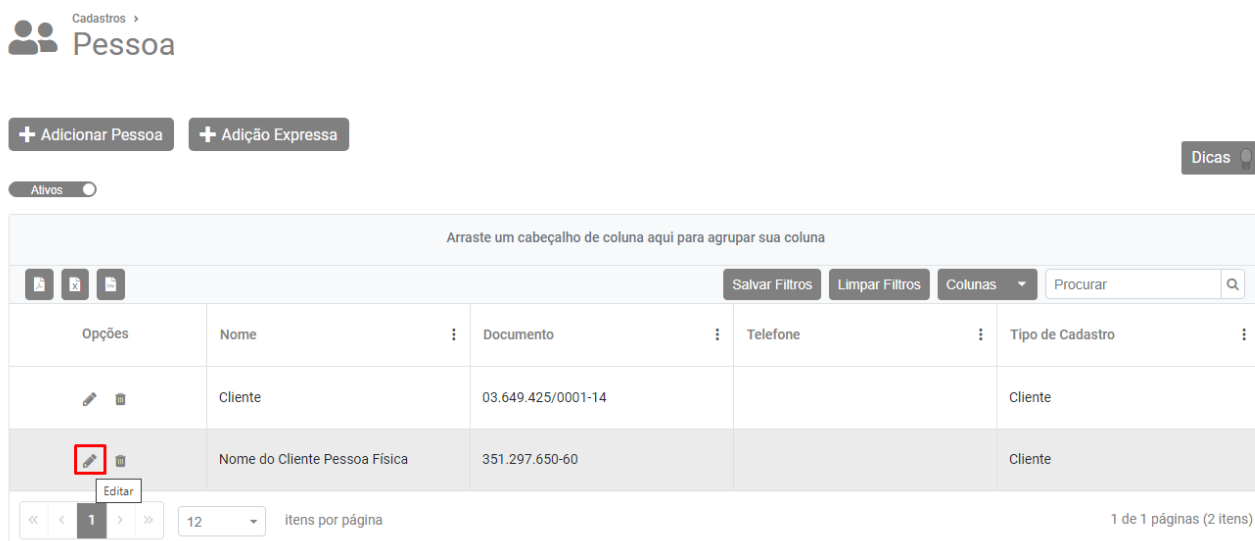 Cadastros ›
Pessoa
Adicionar Pessoa
Adição Expressa
Dicas
Ativos
Arraste um cabeçalho de coluna aqui para agrupar sua coluna
Salvar Filtros Limpar Filtros Colunas Procurar
Opções Nome Documento Telefone Tipo de Cadastro
Cliente 03.649.425/0001-14 Cliente
Nome do Cliente Pessoa Física 351.297.650-60 Cliente
Editar
« ‹ 1 › » 12 itens por página 1 de 1 páginas (2 itens)